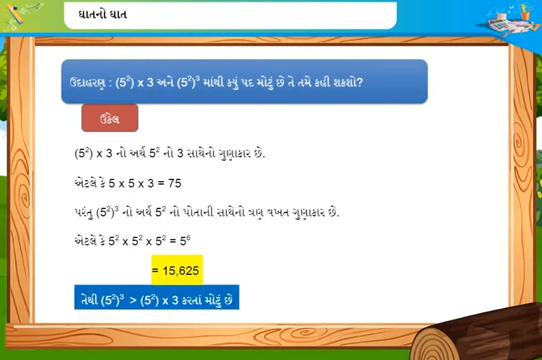 ઘાતનો ઘાત
ઉદાહરણ : (5²) x 3 અને (5²)³ માંથી કયું પદ મોટું છે તે તમે કહી શકશો?
ઉકેલ
(5²) x 3 નો અર્થ 5² નો 3 સાથેનો ગુણાકાર છે.
એટલે કે 5 x 5 x 3 = 75
પરંતુ (5²)³ નો અર્થ 5² નો પોતાની સાથેનો ત્રણ વખત ગુણાકાર છે.
એટલે કે 5² x 5² x 5² = 5⁶
= 15,625
તેથી (5²)³ > (5²) x 3 કરતાં મોટું છે